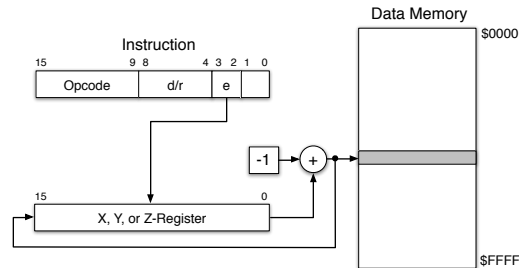 Data Memory
$0000
Instruction
15 9 8 4 3 2 1 0
Opcode d/r e
-1 +
15 0
X, Y, or Z-Register
$FFFF